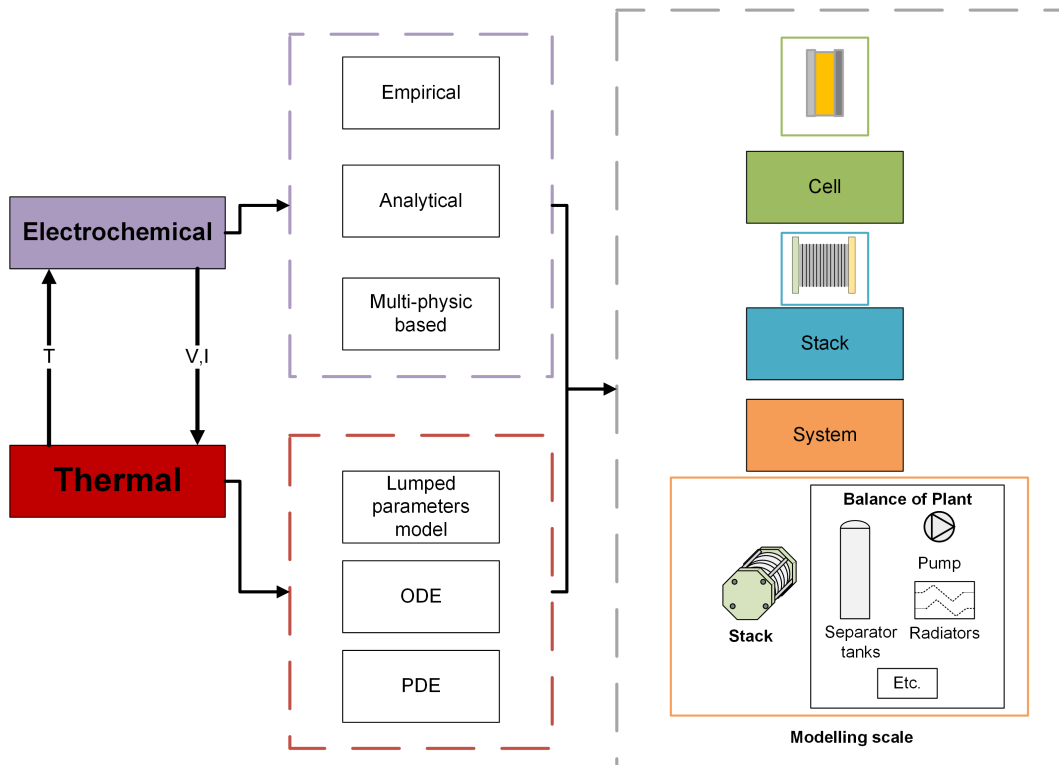 Electrochemical
T
V,I
Thermal
Empirical
Analytical
Multi-physic
based
Lumped
parameters
model
ODE
PDE
Cell
Stack
System
Balance of Plant
Pump
Stack
Separator
tanks
Radiators
Etc.
Modelling scale